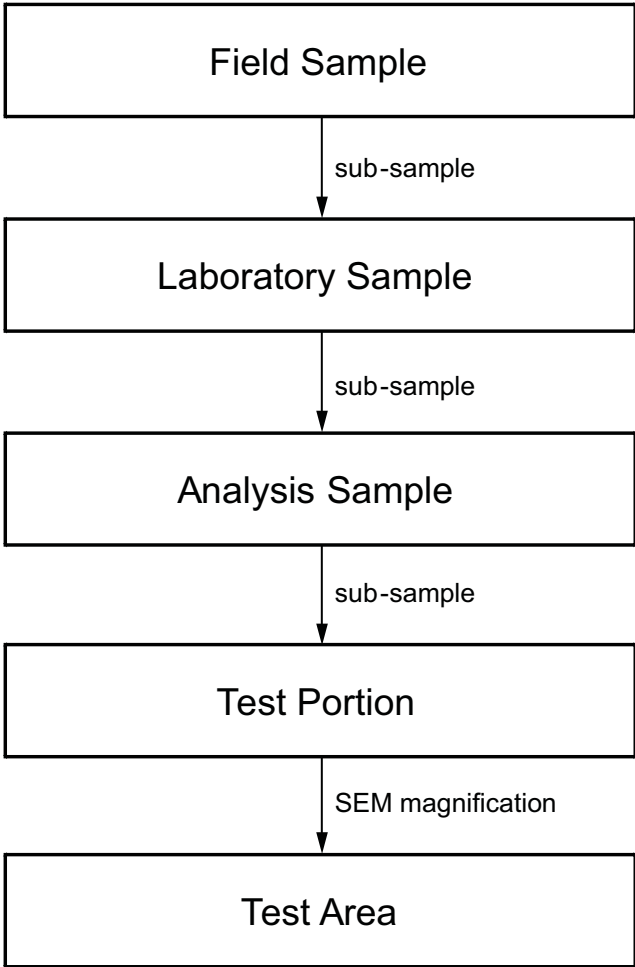 Field Sample
sub-sample
Laboratory Sample
sub-sample
Analysis Sample
sub-sample
Test Portion
SEM magnification
Test Area